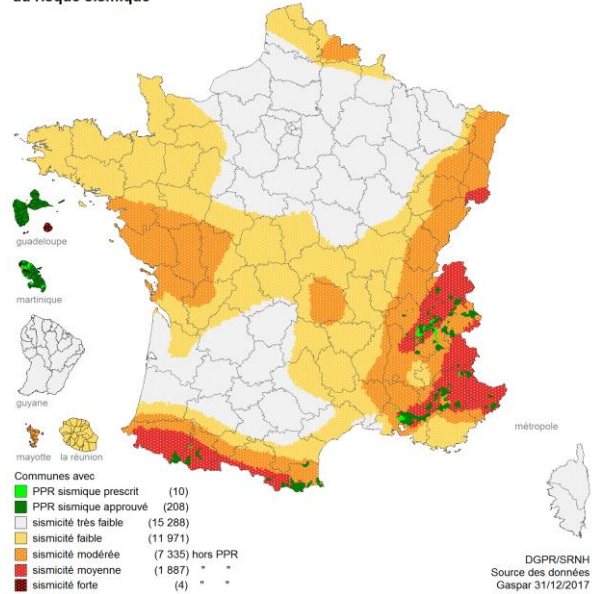 du risque sismique
guadeloupe
martinique
guyane
mayotte la réunion
métropole
Communes avec
PPR sismique prescrit (10)
PPR sismique approuvé (208)
sismicité très faible (15 288)
sismicité faible (11 971)
sismicité modérée (7 335) hors PPR
sismicité moyenne (1 887) " "
sismicité forte (4) " "
DGPR/SRNH
Source des données
Gaspar 31/12/2017